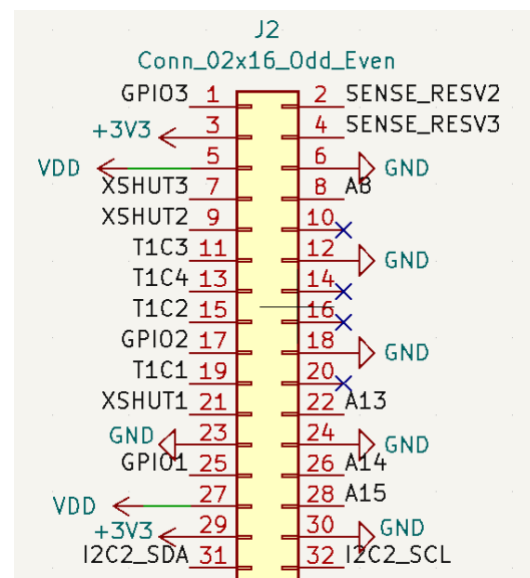 J2
Conn_02x16_Odd_Even
GPIO3 1 2 SENSE_RESV2
+3V3 3 4 SENSE_RESV3
VDD 5 6 GND
XSHUT3 7 8 A8
XSHUT2 9 10
T1C3 11 12 GND
T1C4 13 14
T1C2 15 16
GPIO2 17 18 GND
T1C1 19 20
XSHUT1 21 22 A13
GND 23 24 GND
GPIO1 25 26 A14
VDD 27 28 A15
+3V3 29 30 GND
I2C2_SDA 31 32 I2C2_SCL